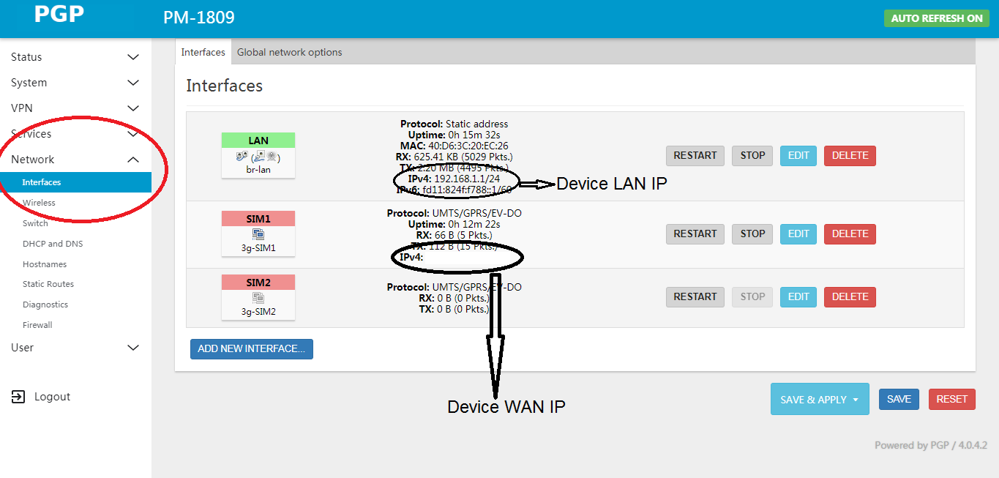 PGP
PM-1809
AUTO REFRESH ON
Status
System
VPN
Services
Network
Interfaces
Wireless
Switch
DHCP and DNS
Hostnames
Static Routes
Diagnostics
Firewall
User
Logout
Interfaces
Global network options
Interfaces
LAN
br-lan
Protocol: Static address
Uptime: 0h 15m 32s
MAC: 40:D6:3C:20:EC:26
RX: 625.41 KB (5029 Pkts.)
TX: 2.20 MB (4495 Pkts.)
IPv4: 192.168.1.1/24
IPv6: fd11:824f:f788::1/60
Device LAN IP
RESTART
STOP
EDIT
DELETE
SIM1
3g-SIM1
Protocol: UMTS/GPRS/EV-DO
Uptime: 0h 12m 22s
RX: 66 B (5 Pkts.)
TX: 112 B (15 Pkts.)
IPv4:
RESTART
STOP
EDIT
DELETE
SIM2
3g-SIM2
Protocol: UMTS/GPRS/EV-DO
RX: 0 B (0 Pkts.)
TX: 0 B (0 Pkts.)
RESTART
STOP
EDIT
DELETE
ADD NEW INTERFACE...
Device WAN IP
SAVE & APPLY
SAVE
RESET
Powered by PGP / 4.0.4.2